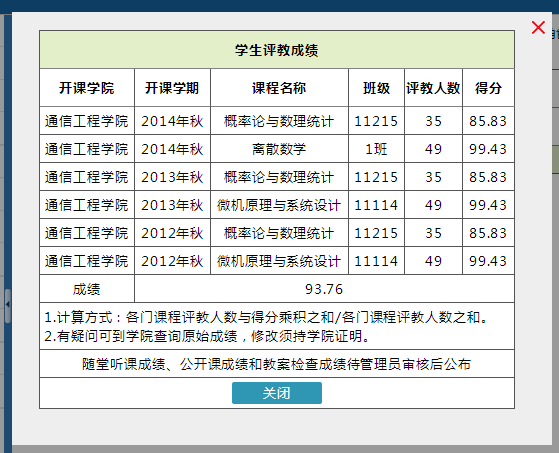 学生评教成绩
开课学院 开课学期 课程名称 班级 评教人数 得分
通信工程学院 2014年秋 概率论与数理统计 11215 35 85.83
通信工程学院 2014年秋 离散数学 1班 49 99.43
通信工程学院 2013年秋 概率论与数理统计 11215 35 85.83
通信工程学院 2013年秋 微机原理与系统设计 11114 49 99.43
通信工程学院 2012年秋 概率论与数理统计 11215 35 85.83
通信工程学院 2012年秋 微机原理与系统设计 11114 49 99.43
成绩 93.76
1.计算方式：各门课程评教人数与得分乘积之和/各门课程评教人数之和。
2.有疑问可到学院查询原始成绩，修改须持学院证明。
随堂听课成绩、公开课成绩和教案检查成绩待管理员审核后公布
关闭